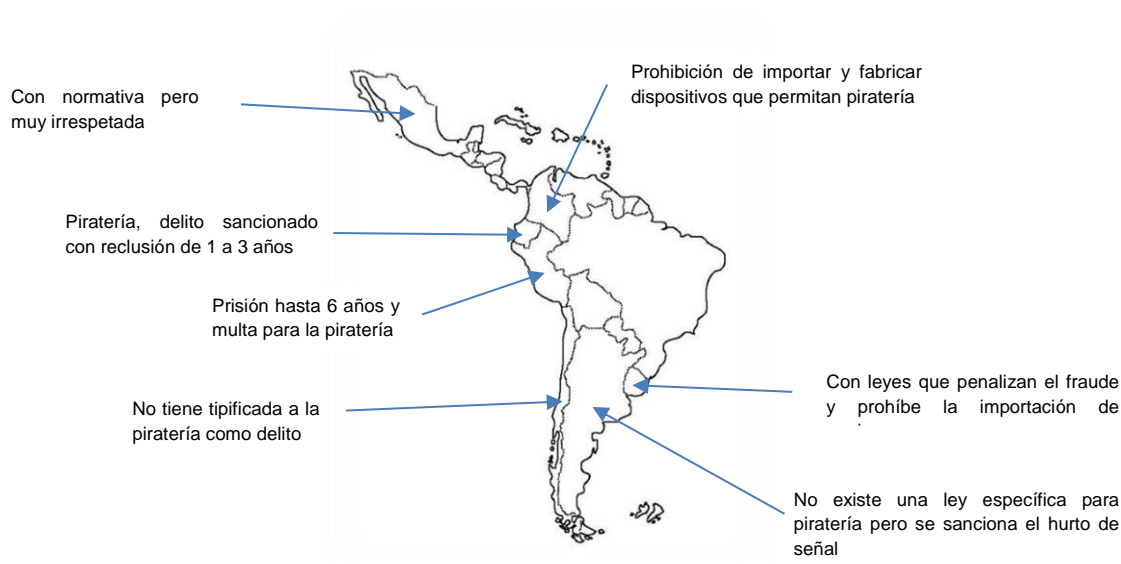 Prohibición de importar y fabricar
dispositivos que permitan piratería
Con normativa pero
muy irrespetada
Piratería, delito sancionado
con reclusión de 1 a 3 años
Prisión hasta 6 años y
multa para la piratería
No tiene tipificada a la
piratería como delito
Con leyes que penalizan el fraude
y prohíbe la importación de
No existe una ley específica para
piratería pero se sanciona el hurto de
señal